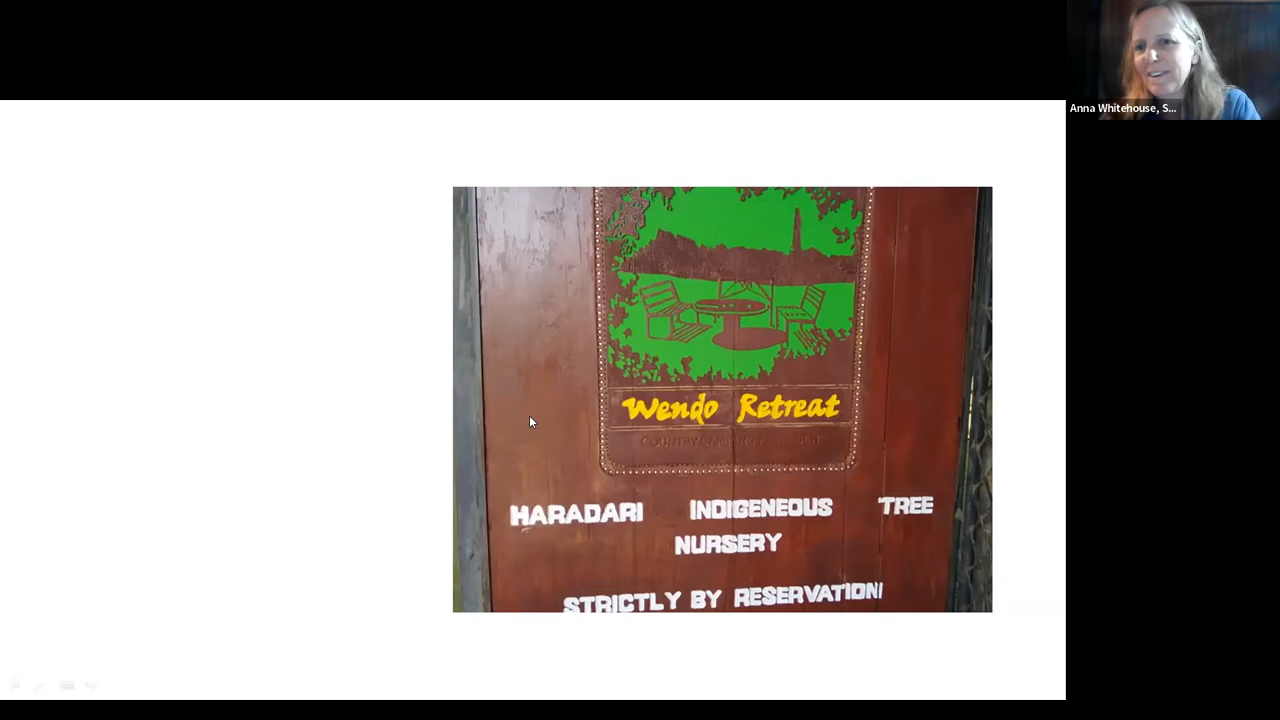 Anna Whitehouse, S...
Wendo Retreat
HARADARI INDIGENEOUS TREE
NURSERY
STRICTLY BY RESERVATION!